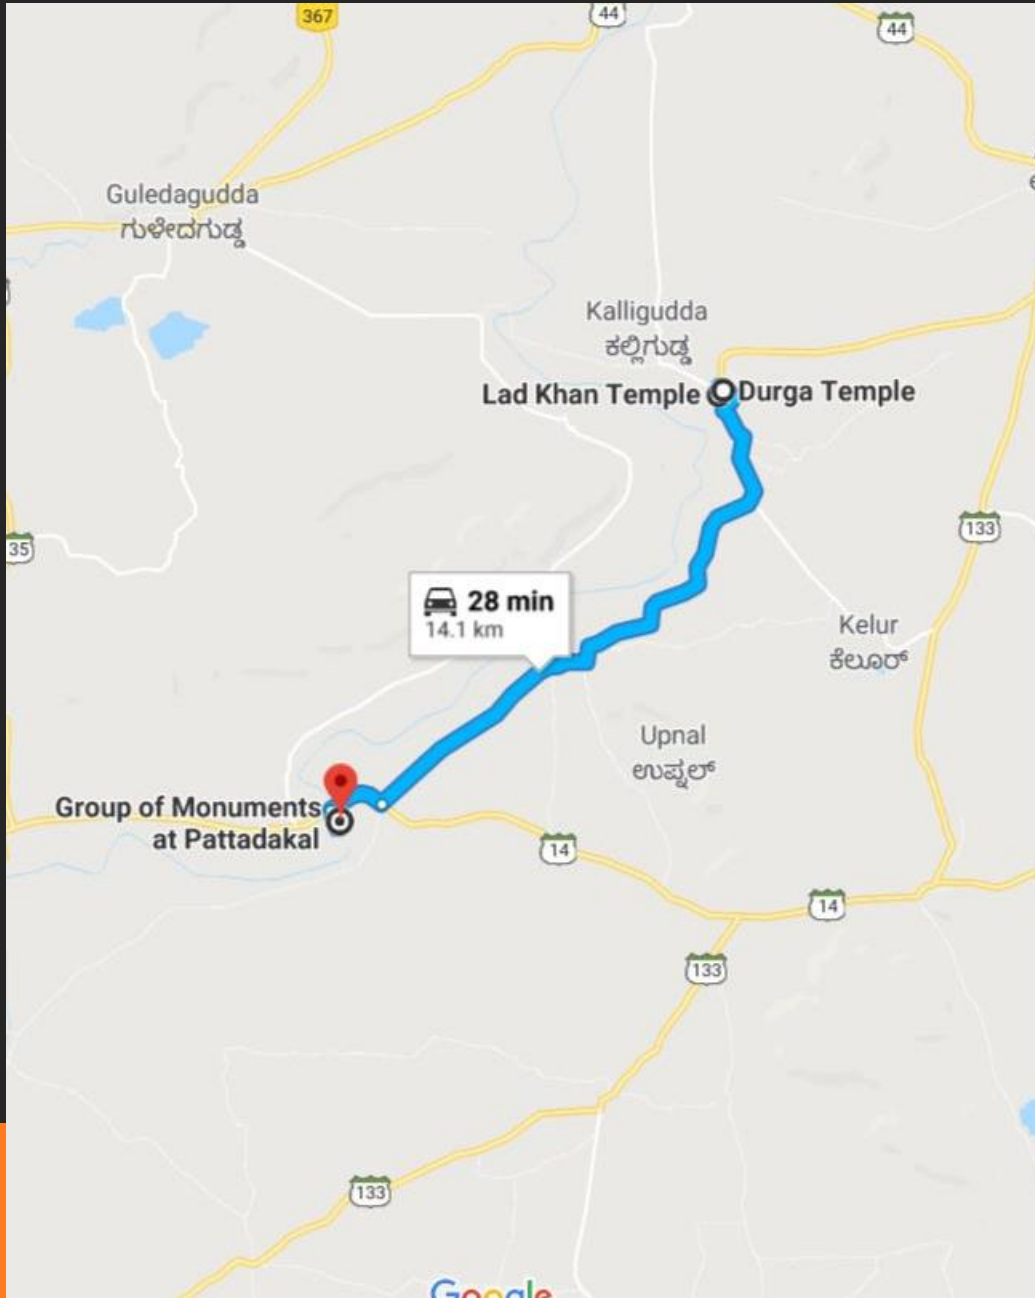 367
44
44
Guledagudda
ಗುಳೇದಗುಡ್ಡ
Kalligudda
ಕಲ್ಲಿಗುಡ್ಡ
Lad Khan Temple
Durga Temple
133
35
28 min
14.1 km
Kelur
ಕೆಲೂರ್
Upnal
ಉಪ್ನಲ್
Group of Monuments
at Pattadakal
14
14
133
133
Google